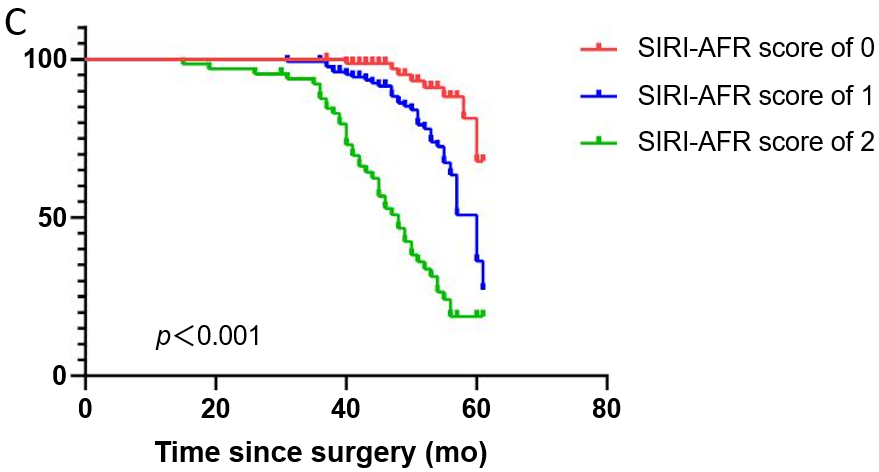 C
SIRI-AFR score of 0
SIRI-AFR score of 1
SIRI-AFR score of 2
100
50
0
p＜0.001
0 20 40 60 80
Time since surgery (mo)